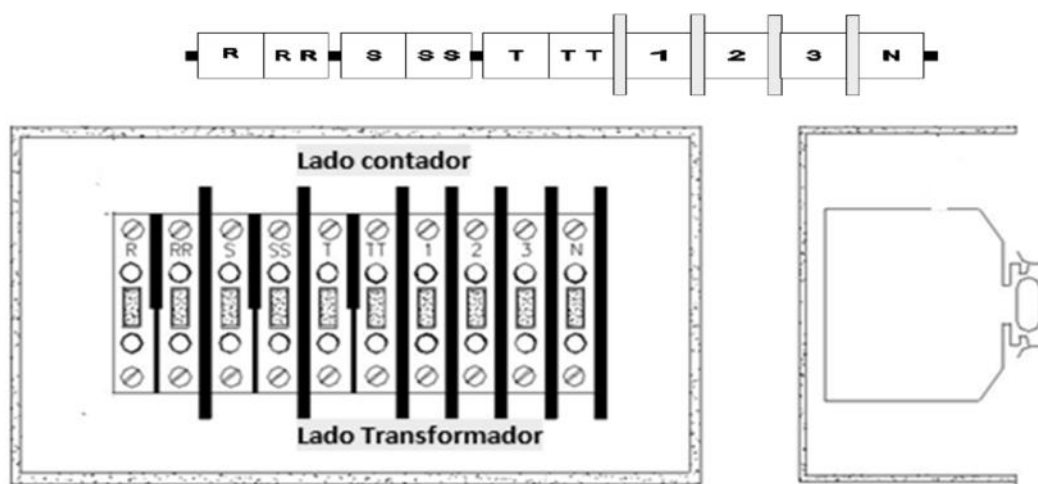 R RR S SS T TT 1 2 3 N
Lado contador
R RR S SS T TT 1 2 3 N
Lado Transformador